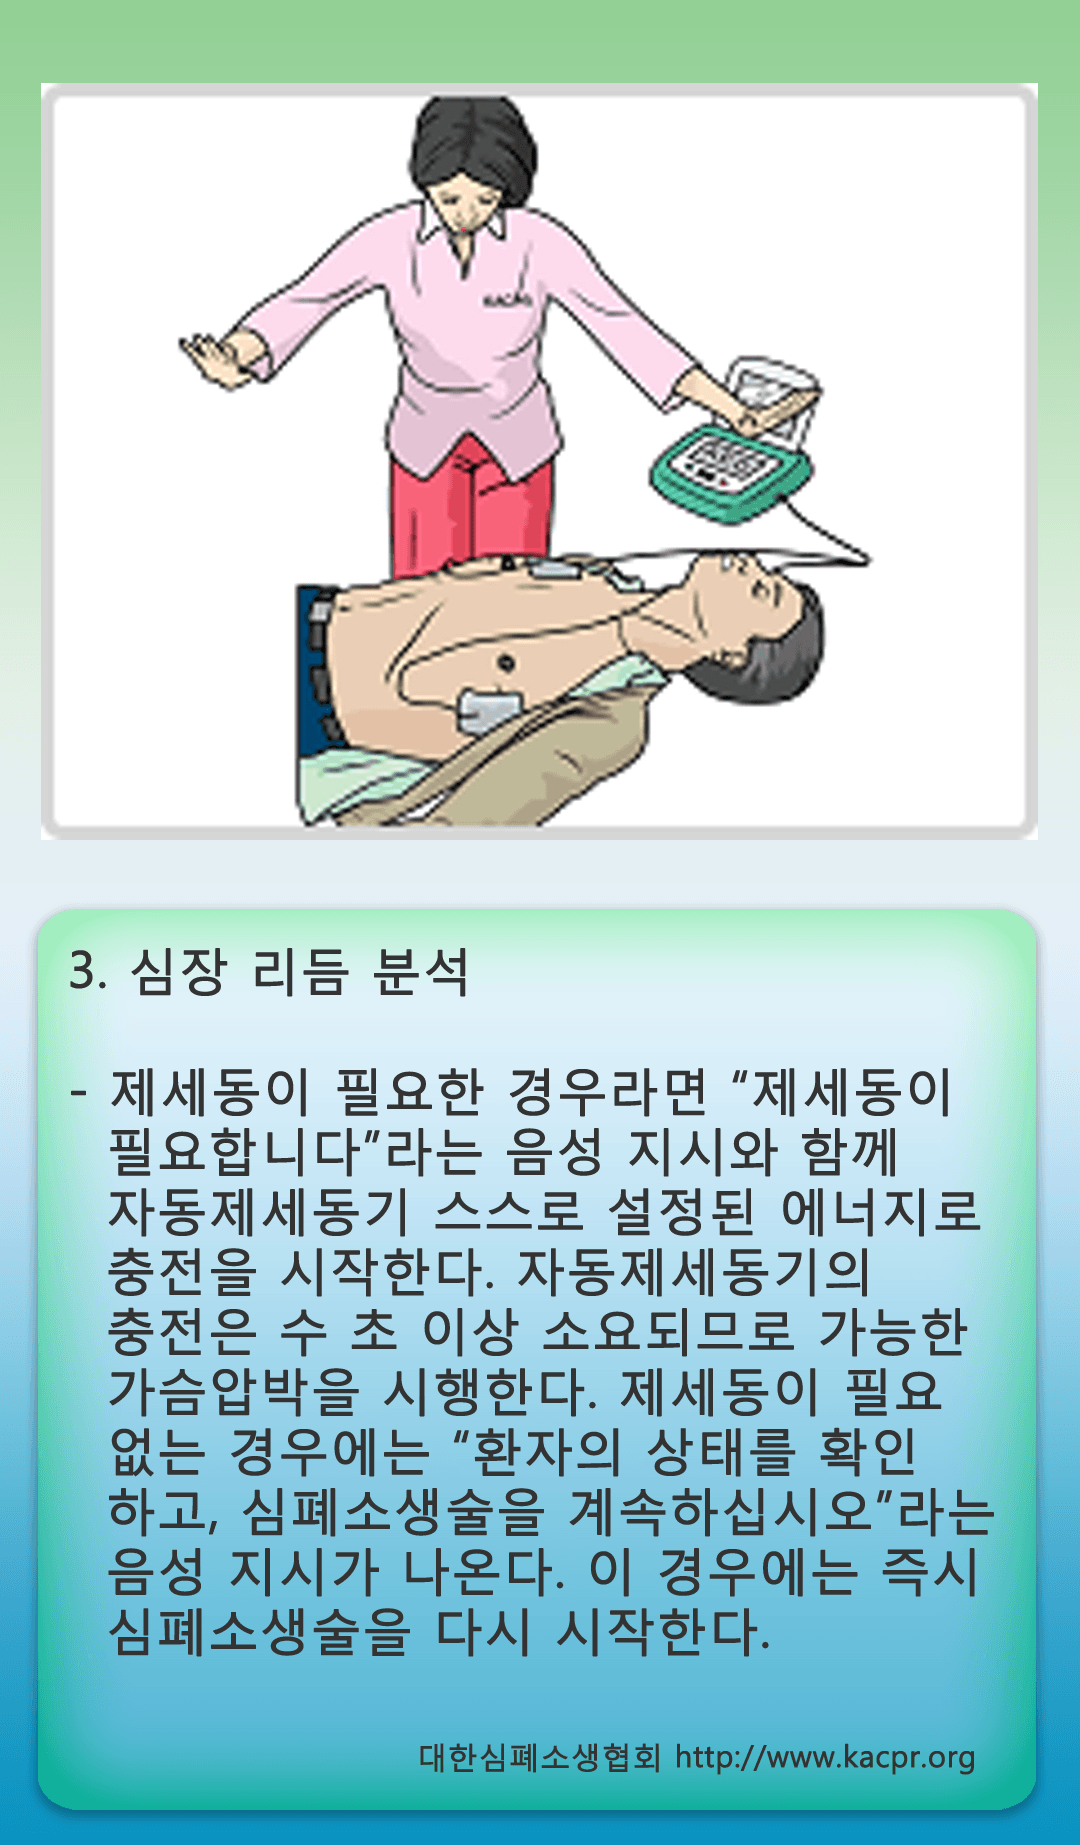 3. 심장 리듬 분석
- 제세동이 필요한 경우라면 “제세동이
필요합니다”라는 음성 지시와 함께
자동제세동기 스스로 설정된 에너지로
충전을 시작한다. 자동제세동기의
충전은 수 초 이상 소요되므로 가능한
가슴압박을 시행한다. 제세동이 필요
없는 경우에는 “환자의 상태를 확인
하고, 심폐소생술을 계속하십시오”라는
음성 지시가 나온다. 이 경우에는 즉시
심폐소생술을 다시 시작한다.
대한심폐소생협회 http://www.kacpr.org